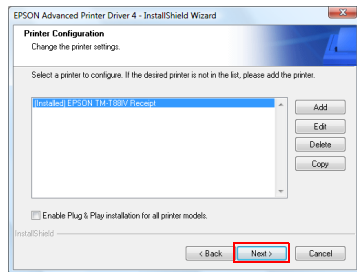 EPSON Advanced Printer Driver 4 - InstallShield Wizard
Printer Configuration
Change the printer settings.
Select a printer to configure. If the desired printer is not in the list, please add the printer.
(Installed) EPSON TM-T88IV Receipt
Add
Edit
Delete
Copy
Enable Plug & Play installation for all printer models.
InstallShield
< Back
Next >
Cancel